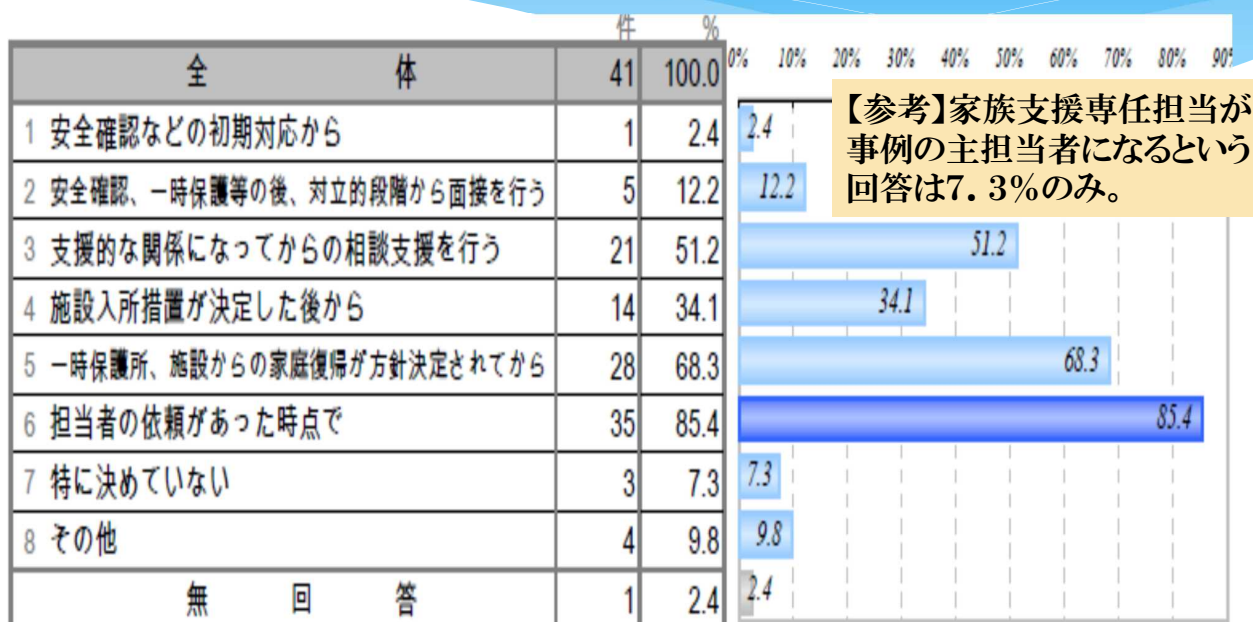 件 %
全 体 41 100.0
1 安全確認などの初期対応から 1 2.4
2 安全確認、一時保護等の後、対立的段階から面接を行う 5 12.2
3 支援的な関係になってからの相談支援を行う 21 51.2
4 施設入所措置が決定した後から 14 34.1
5 一時保護所、施設からの家庭復帰が方針決定されてから 28 68.3
6 担当者の依頼があった時点で 35 85.4
7 特に決めていない 3 7.3
8 その他 4 9.8
無 回 答 1 2.4
0% 10% 20% 30% 40% 50% 60% 70% 80% 90%
【参考】家族支援専任担当が
事例の主担当者になるという
回答は7.3%のみ。
2.4
12.2
51.2
34.1
68.3
85.4
7.3
9.8
2.4